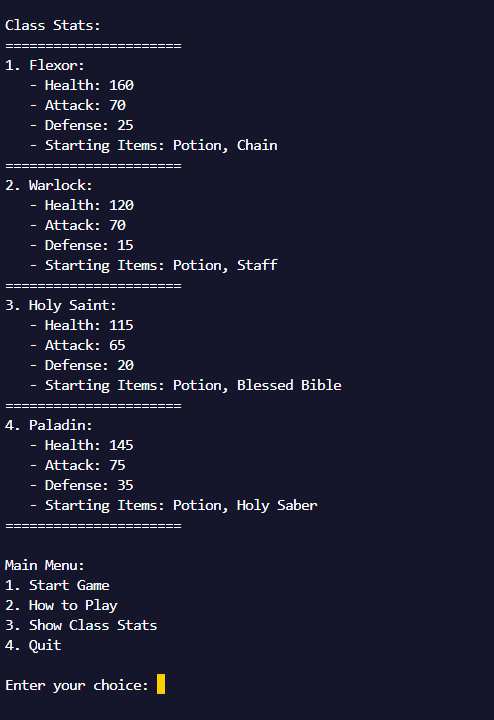 Class Stats:
======================
1. Flexor:
   - Health: 160
   - Attack: 70
   - Defense: 25
   - Starting Items: Potion, Chain
======================
2. Warlock:
   - Health: 120
   - Attack: 70
   - Defense: 15
   - Starting Items: Potion, Staff
======================
3. Holy Saint:
   - Health: 115
   - Attack: 65
   - Defense: 20
   - Starting Items: Potion, Blessed Bible
======================
4. Paladin:
   - Health: 145
   - Attack: 75
   - Defense: 35
   - Starting Items: Potion, Holy Saber
======================

Main Menu:
1. Start Game
2. How to Play
3. Show Class Stats
4. Quit

Enter your choice: